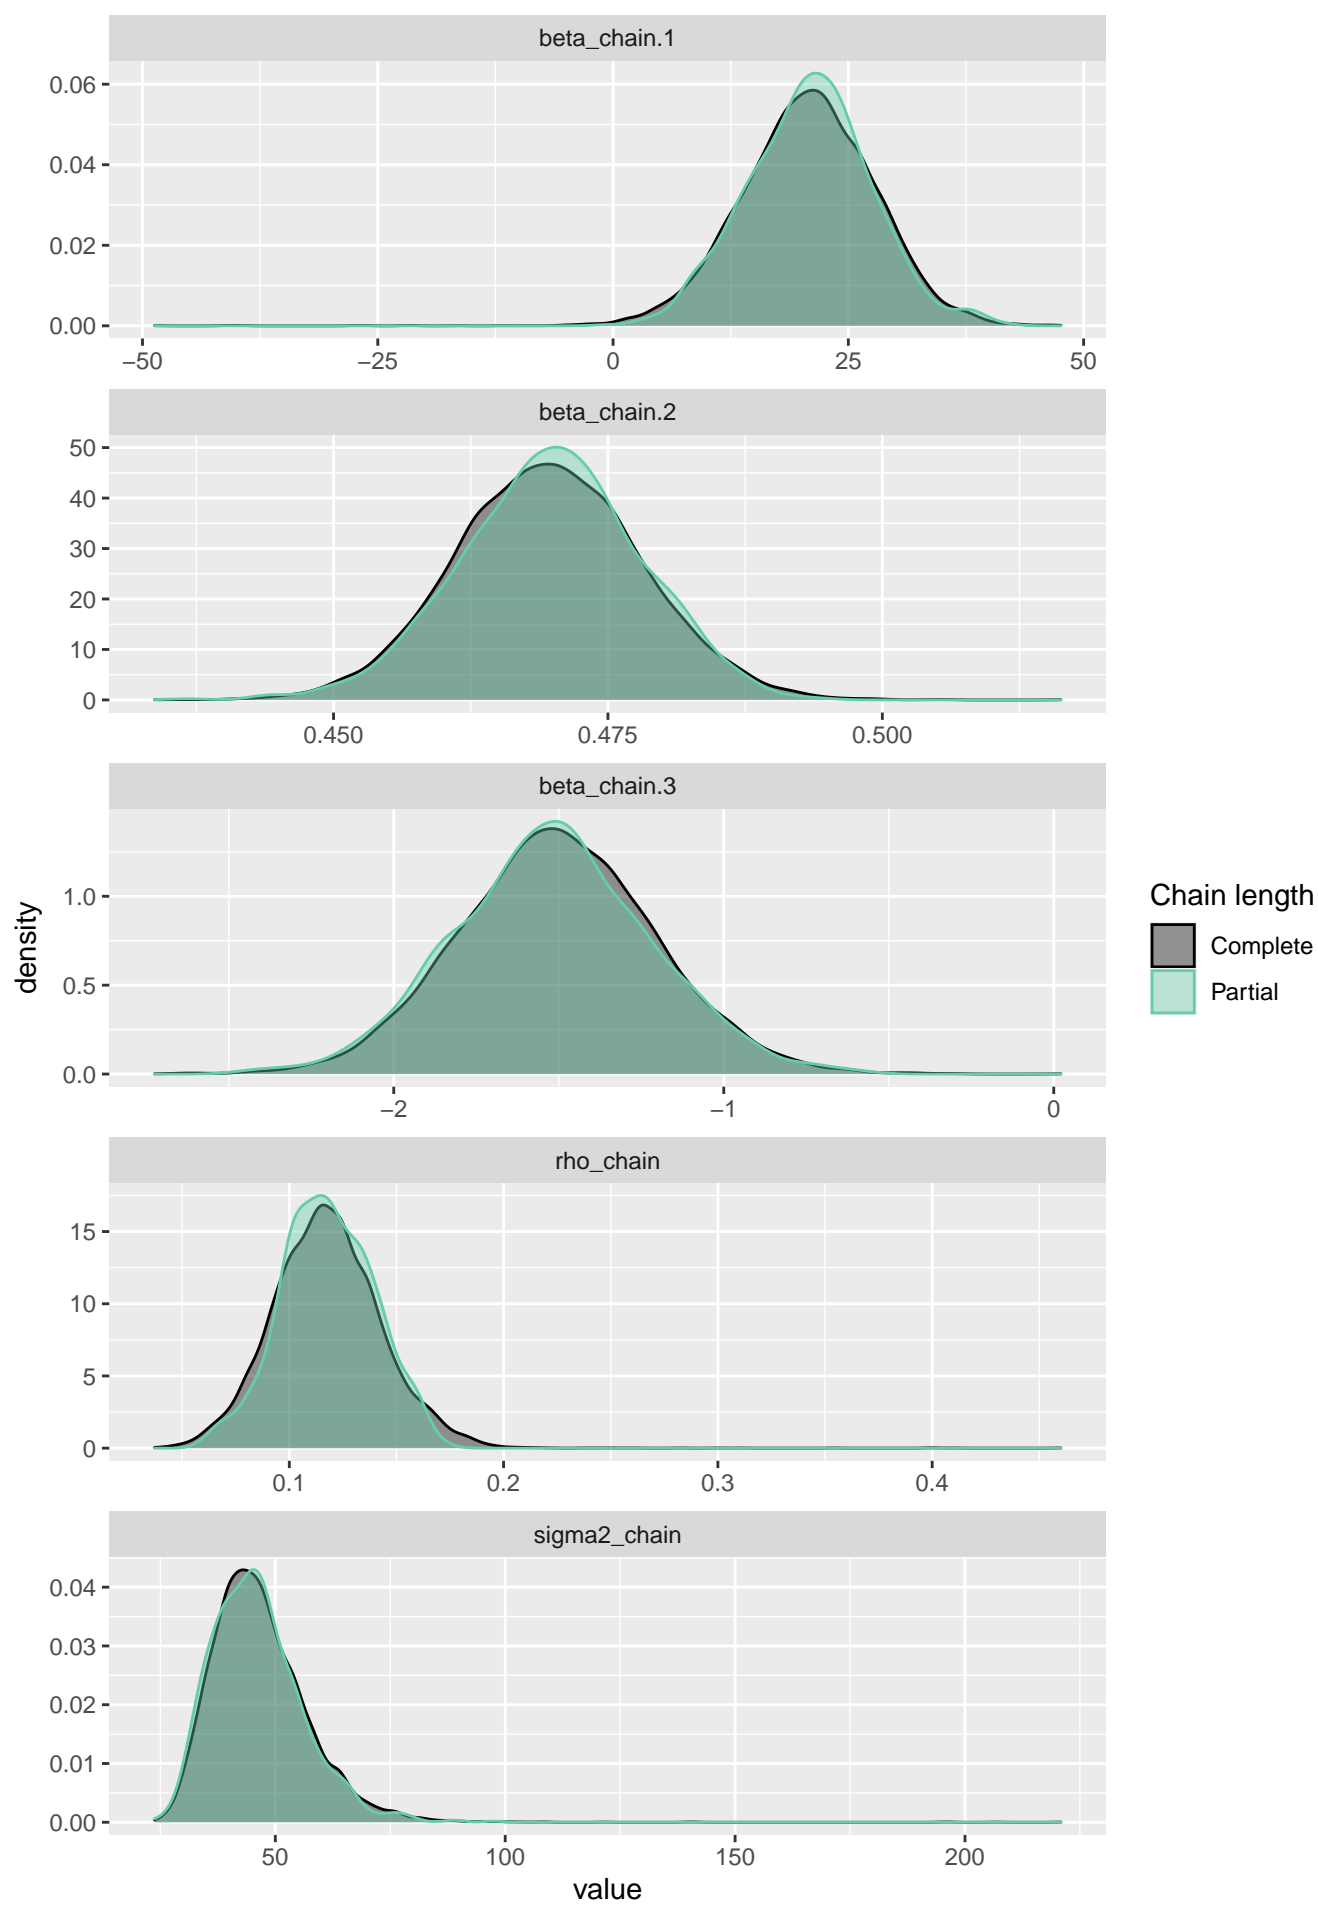 beta_chain.1
0.06
0.04
0.02
0.00
−50 −25 0 25 50
beta_chain.2
50
40
30
20
10
0
0.450 0.475 0.500
beta_chain.3
1.0
0.5
0.0
−2 −1 0
density
Chain length
Complete
Partial
rho_chain
15
10
5
0
0.1 0.2 0.3 0.4
sigma2_chain
0.04
0.03
0.02
0.01
0.00
50 100 150 200
value